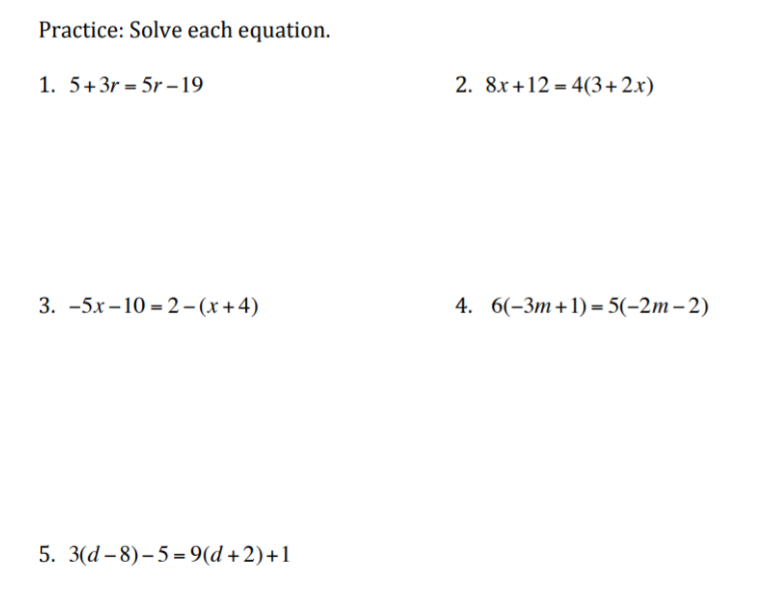 Practice: Solve each equation.
1. 5+3r = 5r – 19
2. 8x+12 = 4(3+2x)
3. –5x – 10 = 2 – (x+4)
4. 6(–3m+1) = 5(–2m – 2)
5. 3(d – 8) – 5 = 9(d +2)+1